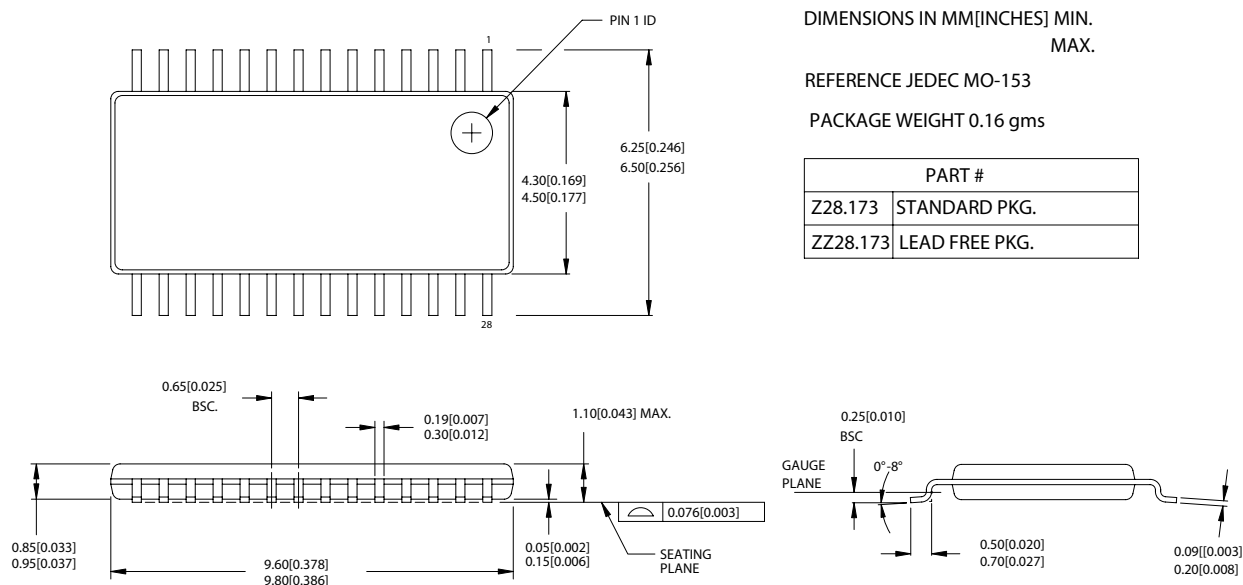 PIN 1 ID
1
6.25[0.246]
6.50[0.256]
4.30[0.169]
4.50[0.177]
28
DIMENSIONS IN MM[INCHES] MIN.
MAX.
REFERENCE JEDEC MO-153
PACKAGE WEIGHT 0.16 gms
PART #
Z28.173 STANDARD PKG.
ZZ28.173 LEAD FREE PKG.
0.65[0.025]
BSC.
0.19[0.007]
0.30[0.012]
1.10[0.043] MAX.
0.85[0.033]
0.95[0.037]
9.60[0.378]
9.80[0.386]
0.05[0.002]
0.15[0.006]
0.076[0.003]
SEATING
PLANE
0.25[0.010]
BSC
GAUGE
PLANE
0°-8°
0.50[0.020]
0.70[0.027]
0.09[[0.003]
0.20[0.008]